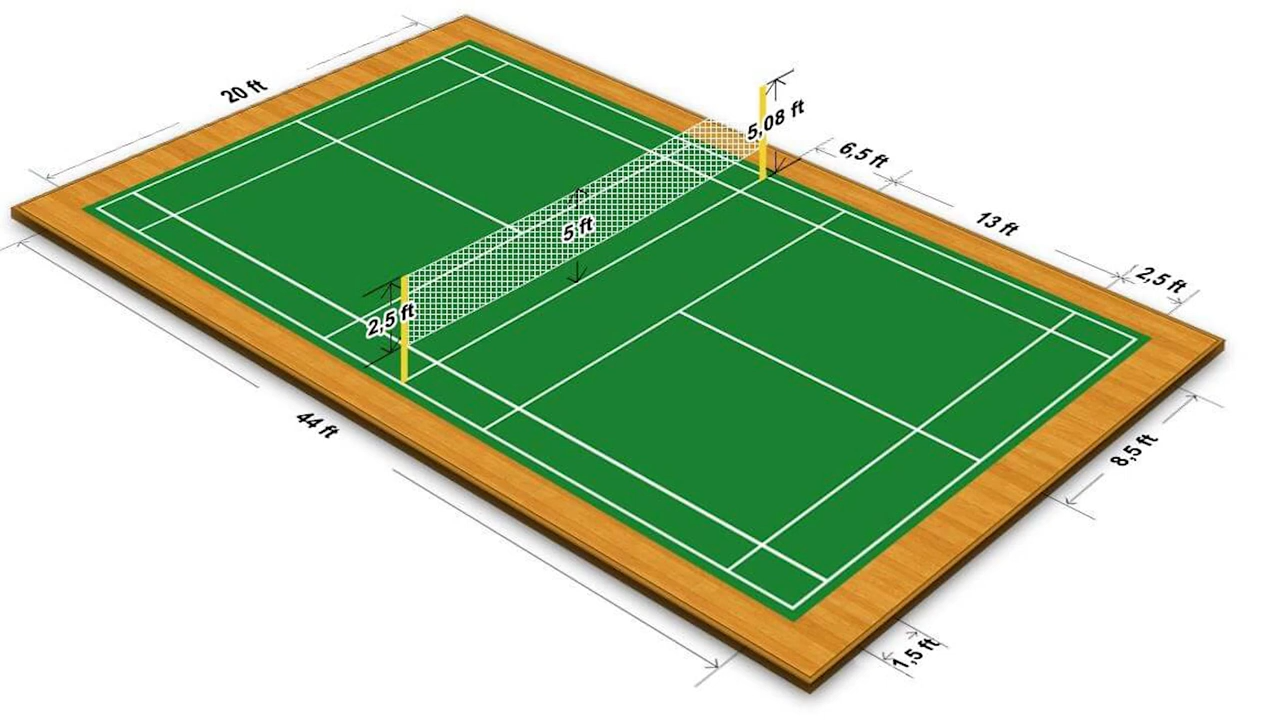 20 ft
5,08 ft
6,5 ft
13 ft
5 ft
2,5 ft
2,5 ft
44 ft
8,5 ft
1,5 ft